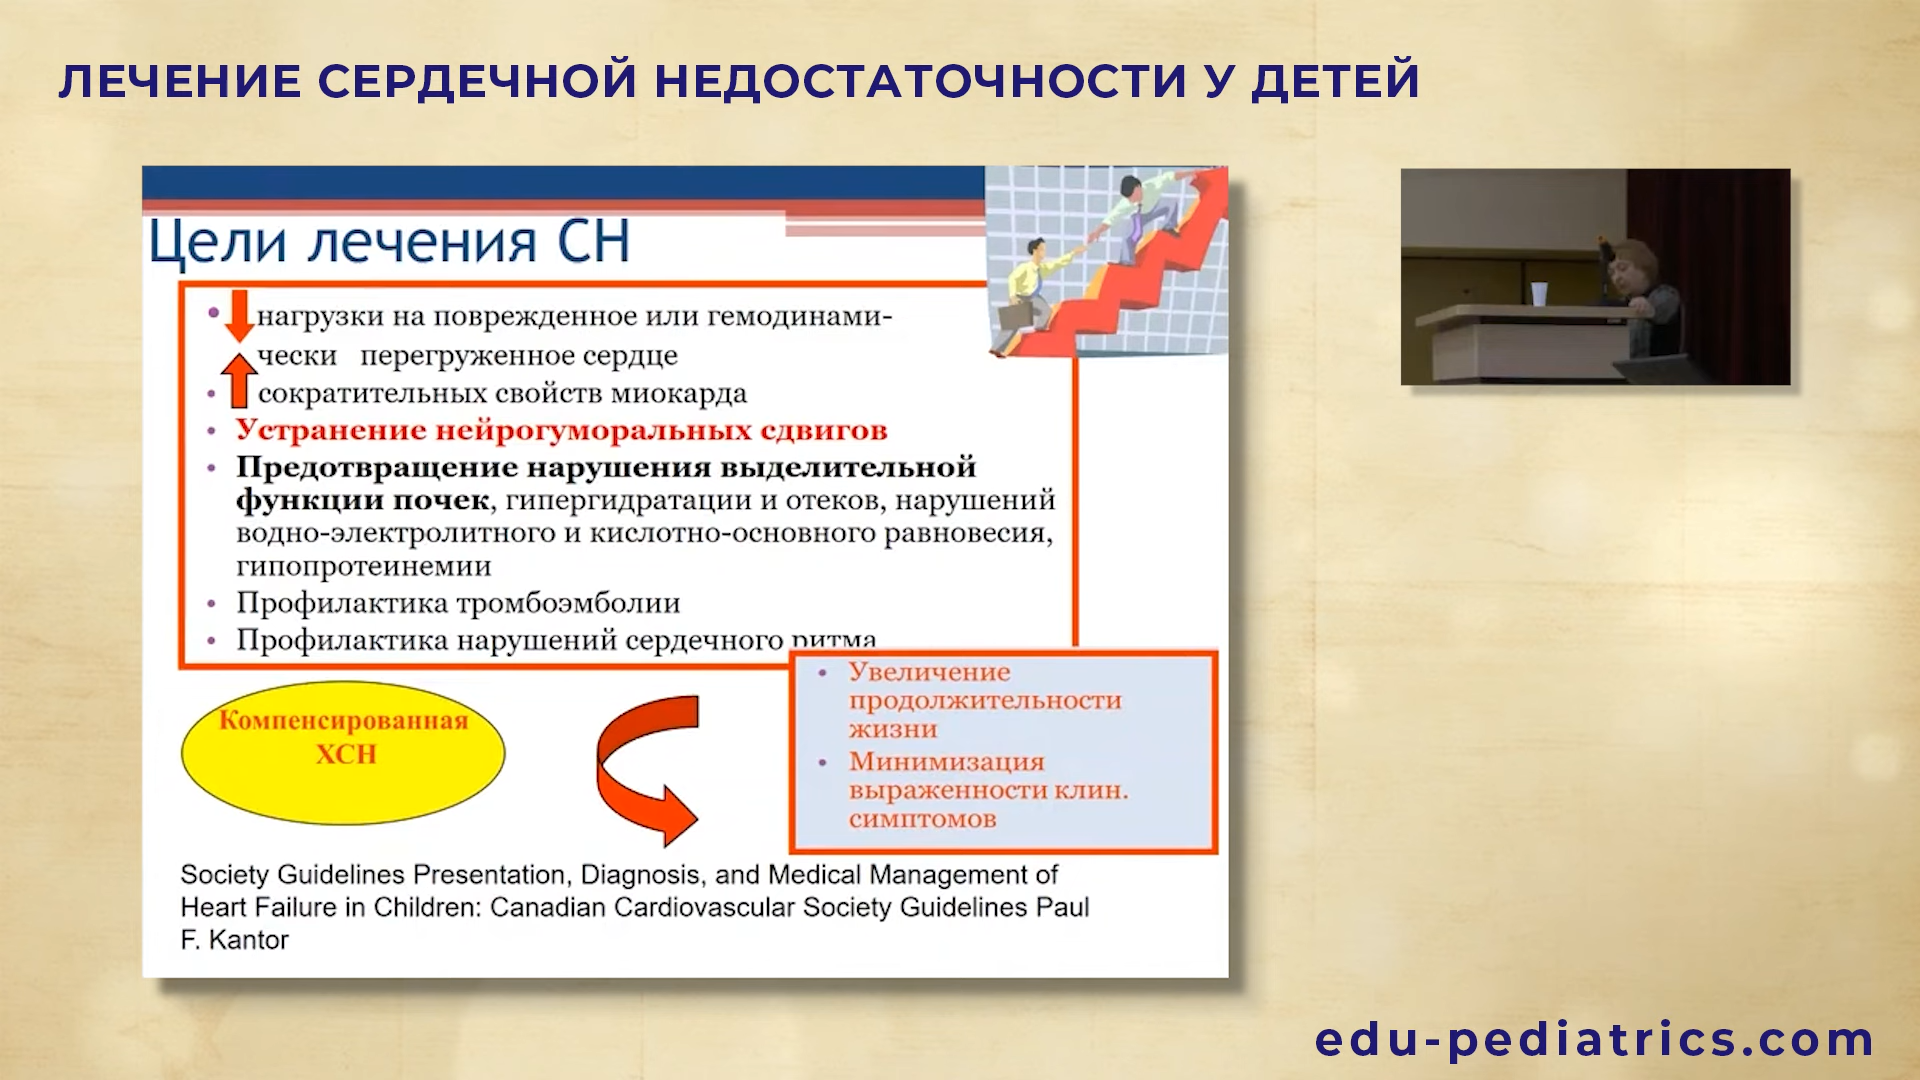 ЛЕЧЕНИЕ СЕРДЕЧНОЙ НЕДОСТАТОЧНОСТИ У ДЕТЕЙ
Цели лечения СН
• нагрузки на поврежденное или гемодинами-
чески перегруженное сердце
• сократительных свойств миокарда
• Устранение нейрогуморальных сдвигов
• Предотвращение нарушения выделительной
функции почек, гипергидратации и отеков, нарушений
водно-электролитного и кислотно-основного равновесия,
гипопротеинемии
• Профилактика тромбоэмболии
• Профилактика нарушений сердечного ритма
Компенсированная
ХСН
• Увеличение
продолжительности
жизни
• Минимизация
выраженности клин.
симптомов
Society Guidelines Presentation, Diagnosis, and Medical Management of
Heart Failure in Children: Canadian Cardiovascular Society Guidelines Paul
F. Kantor
edu-pediatrics.com